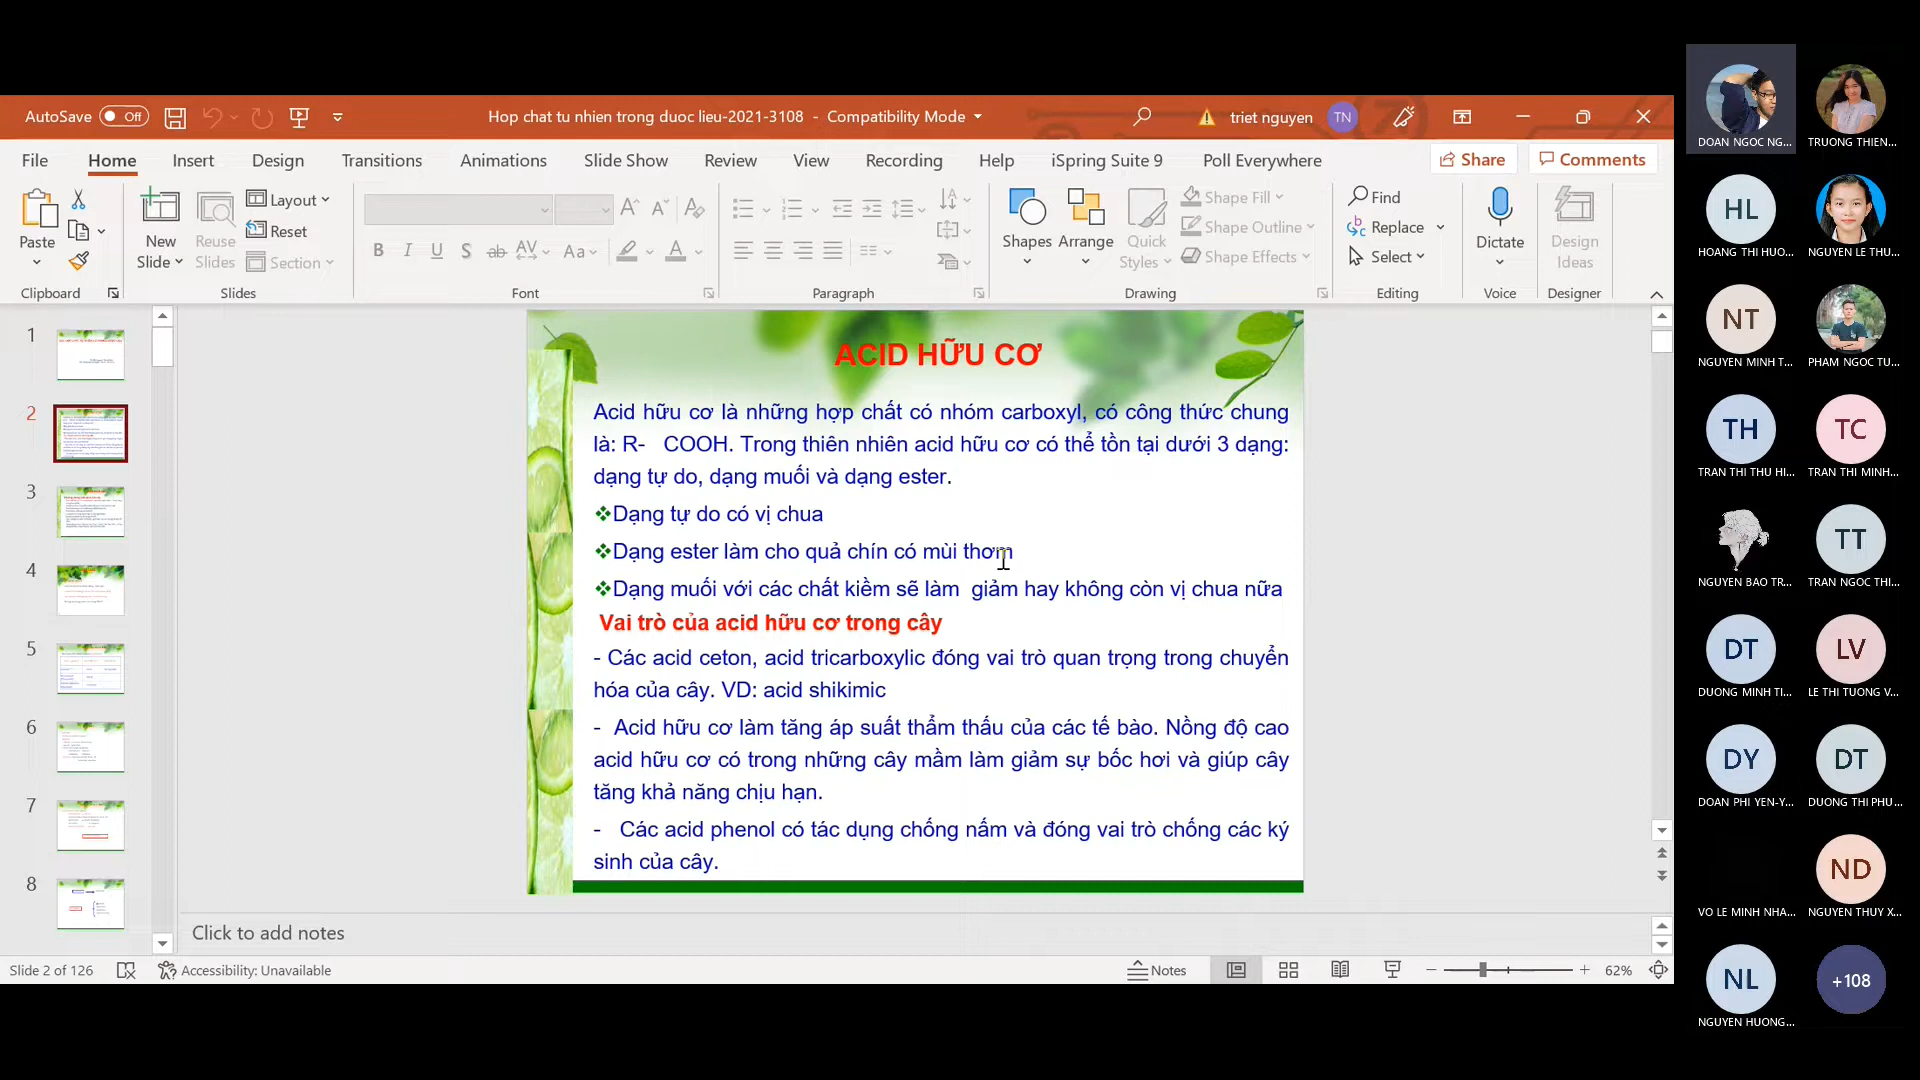 AutoSave Off
Hop chat tu nhien trong duoc lieu-2021-3108 - Compatibility Mode
triet nguyen TN
File Home Insert Design Transitions Animations Slide Show Review View Recording Help iSpring Suite 9 Poll Everywhere Share Comments
Paste
Clipboard
New Slide
Reuse Slides
Layout
Reset
Section
Slides
B I U S ab AV Aa A
Font
Paragraph
Shapes
Arrange
Quick Styles
Shape Fill
Shape Outline
Shape Effects
Drawing
Find
Replace
Select
Editing
Dictate
Voice
Design Ideas
Designer
1
2
3
4
5
6
7
8
ACID HỮU CƠ
Acid hữu cơ là những hợp chất có nhóm carboxyl, có công thức chung
là: R- COOH. Trong thiên nhiên acid hữu cơ có thể tồn tại dưới 3 dạng:
dạng tự do, dạng muối và dạng ester.
❖Dạng tự do có vị chua
❖Dạng ester làm cho quả chín có mùi thơm
❖Dạng muối với các chất kiềm sẽ làm giảm hay không còn vị chua nữa
Vai trò của acid hữu cơ trong cây
- Các acid ceton, acid tricarboxylic đóng vai trò quan trọng trong chuyển
hóa của cây. VD: acid shikimic
- Acid hữu cơ làm tăng áp suất thẩm thấu của các tế bào. Nồng độ cao
acid hữu cơ có trong những cây mầm làm giảm sự bốc hơi và giúp cây
tăng khả năng chịu hạn.
- Các acid phenol có tác dụng chống nấm và đóng vai trò chống các ký
sinh của cây.
Click to add notes
Slide 2 of 126 Accessibility: Unavailable Notes 62%
DOAN NGOC NG... TRUONG THIEN...
HL
HOANG THI HUO... NGUYEN LE THU...
NT
NGUYEN MINH T... PHAM NGOC TU...
TH TC
TRAN THI THU HI... TRAN THI MINH...
TT
NGUYEN BAO TR... TRAN NGOC THI...
DT LV
DUONG MINH TI... LE THI TUONG V...
DY DT
DOAN PHI YEN-Y... DUONG THI PHU...
ND
VO LE MINH NHA... NGUYEN THUY X...
NL +108
NGUYEN HUONG...